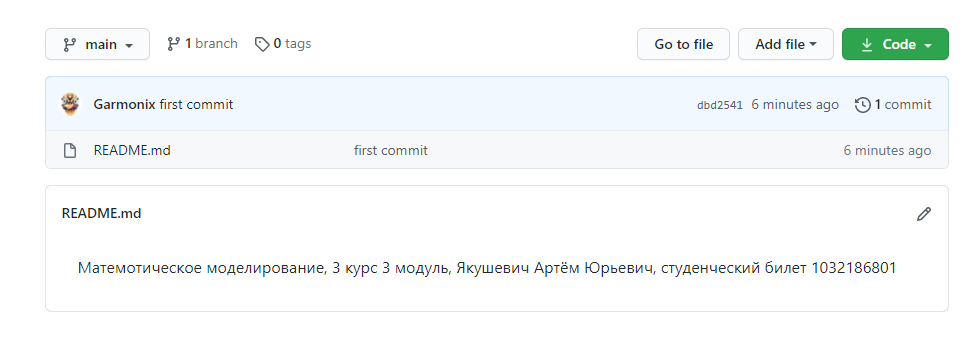 main 1 branch 0 tags Go to file Add file Code
Garmonix first commit dbd2541 6 minutes ago 1 commit
README.md first commit 6 minutes ago
README.md
Матемотическое моделирование, 3 курс 3 модуль, Якушевич Артём Юрьевич, студенческий билет 1032186801